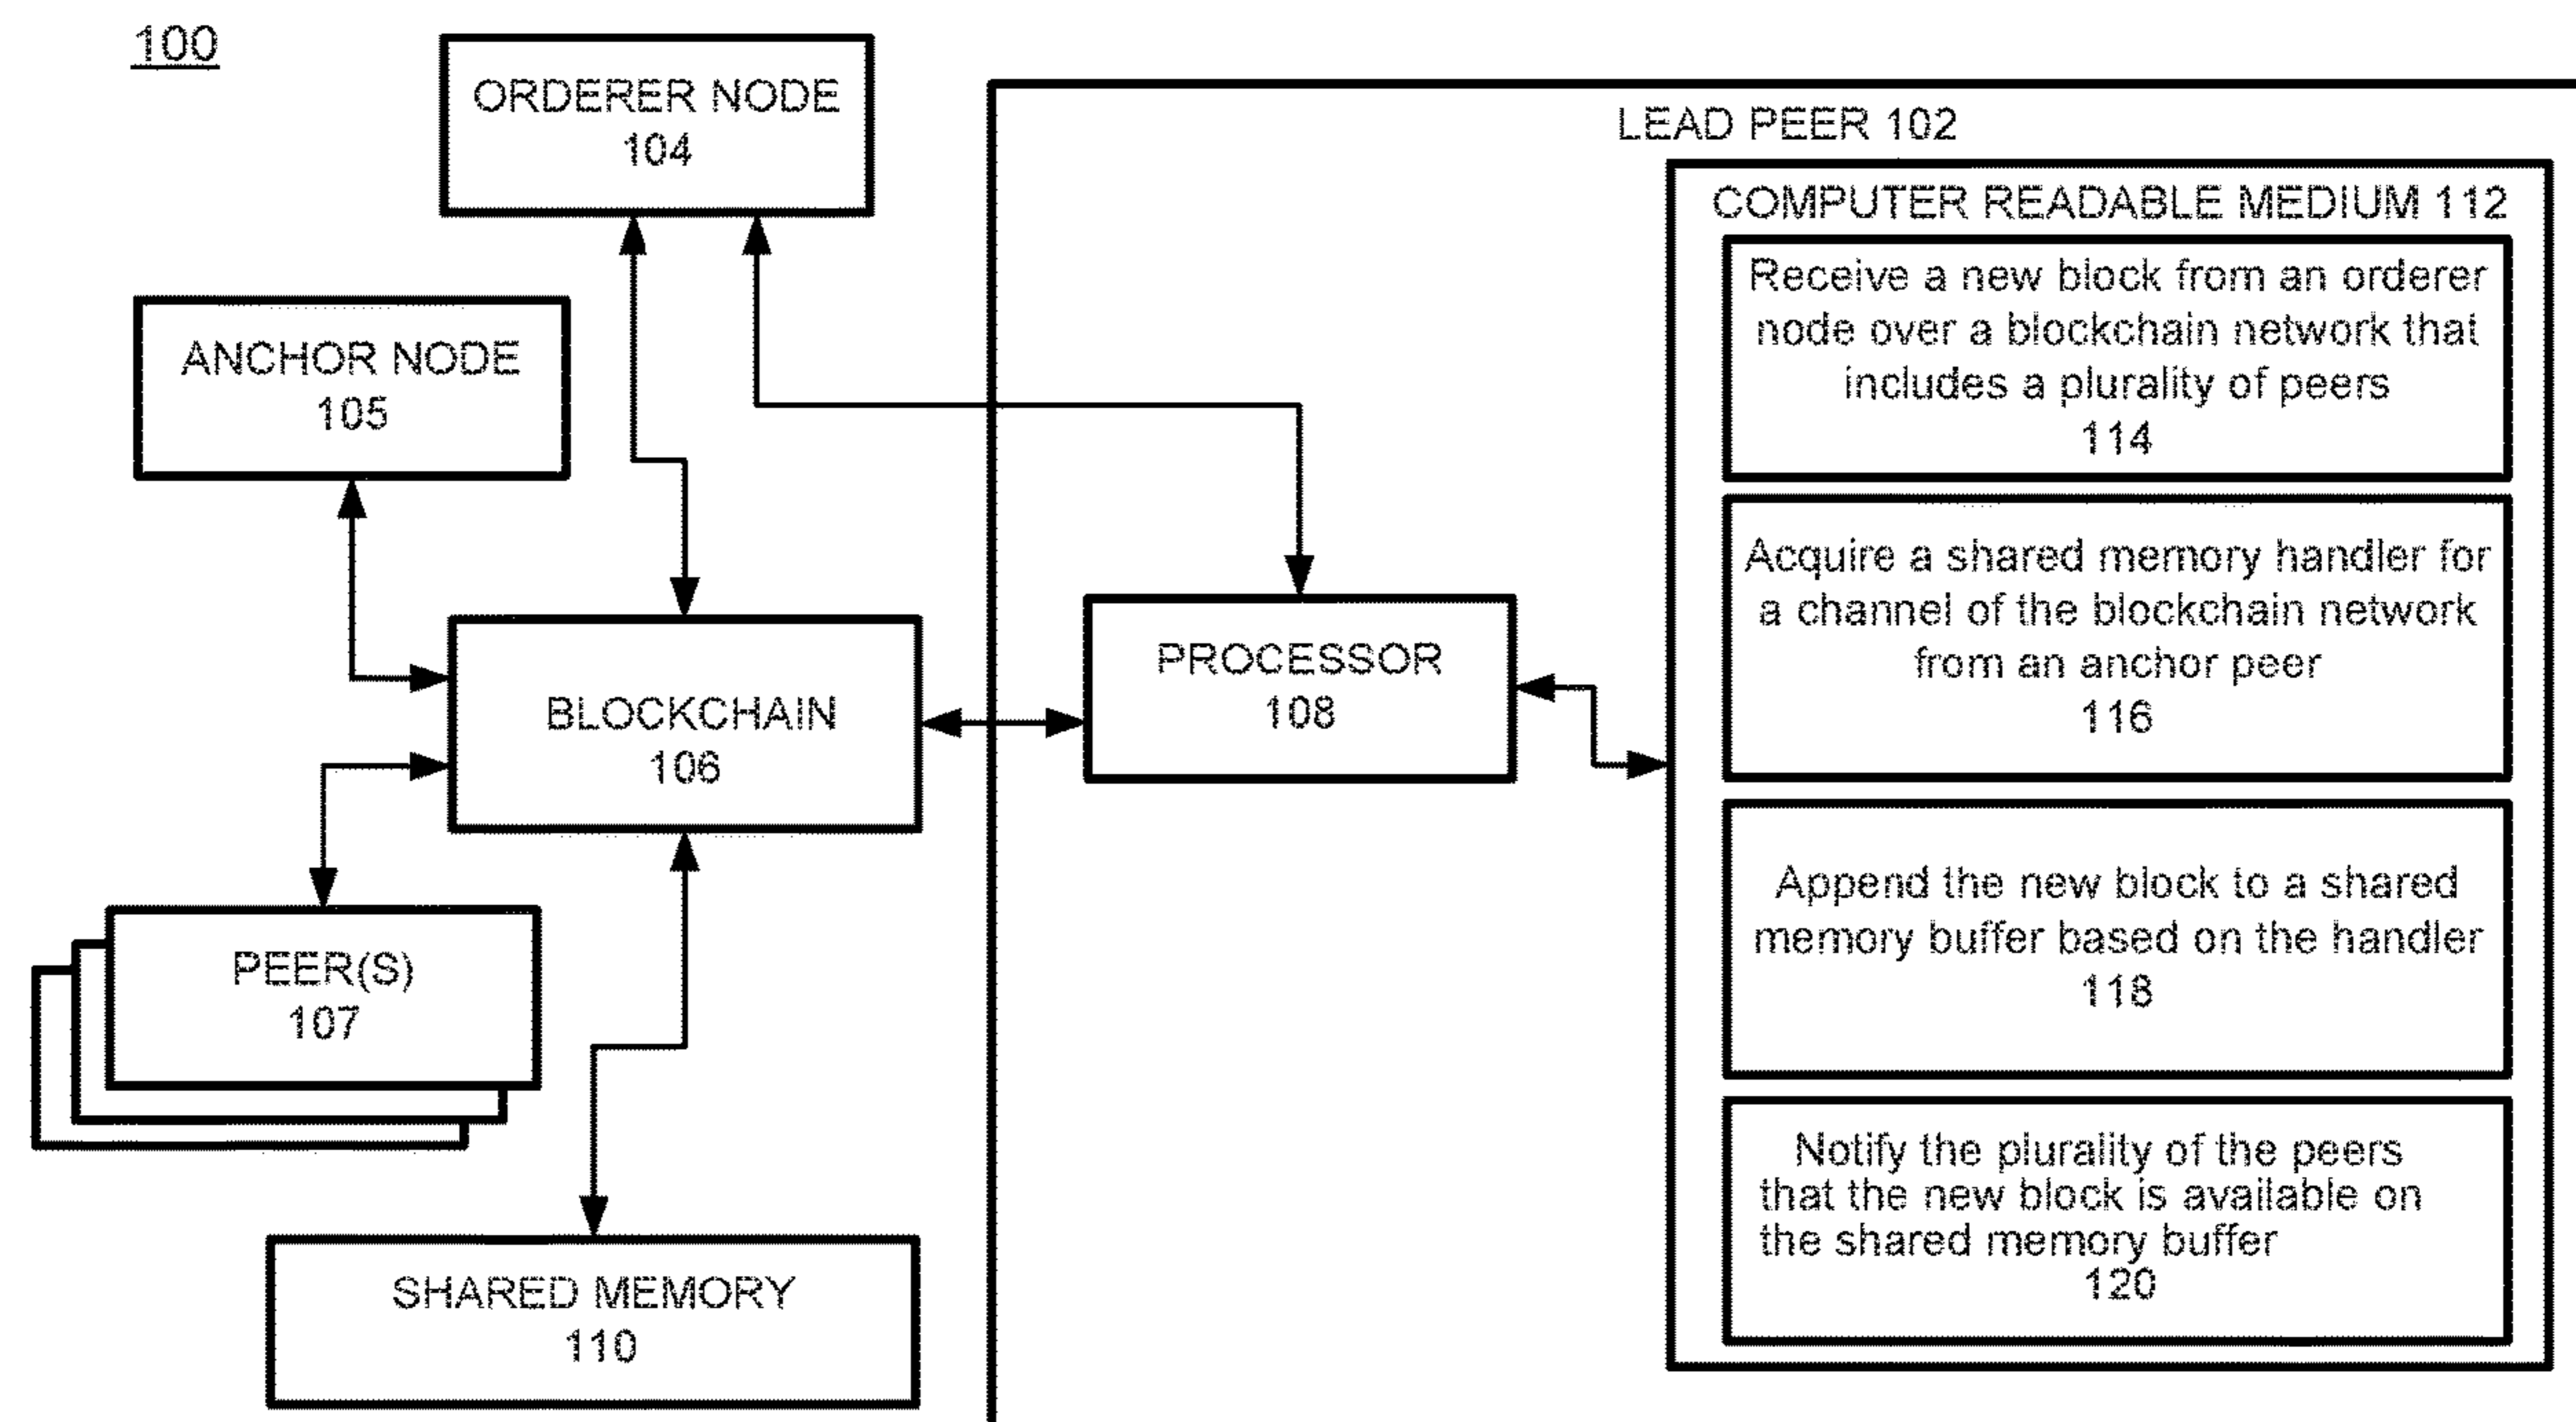 100
ORDERER NODE
104
ANCHOR NODE
105
BLOCKCHAIN
106
PEER(S)
107
SHARED MEMORY
110
LEAD PEER 102
PROCESSOR
108
COMPUTER READABLE MEDIUM 112
Receive a new block from an orderer
node over a blockchain network that
includes a plurality of peers
114
Acquire a shared memory handler for
a channel of the blockchain network
from an anchor peer
116
Append the new block to a shared
memory buffer based on the handler
118
Notify the plurality of the peers
that the new block is available on
the shared memory buffer
120